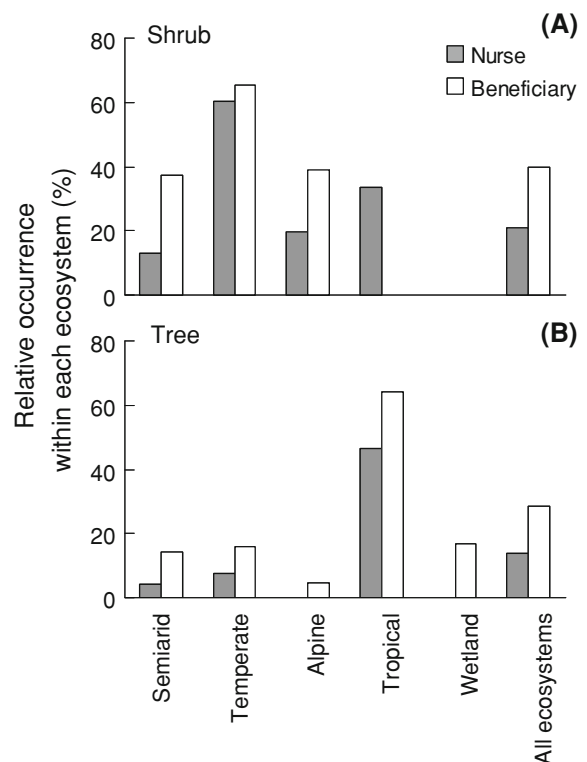 (A)
Shrub
Nurse
Beneficiary
80
60
40
20
0
Relative occurrence
within each ecosystem (%)
(B)
Tree
80
60
40
20
0
Semiarid
Temperate
Alpine
Tropical
Wetland
All ecosystems